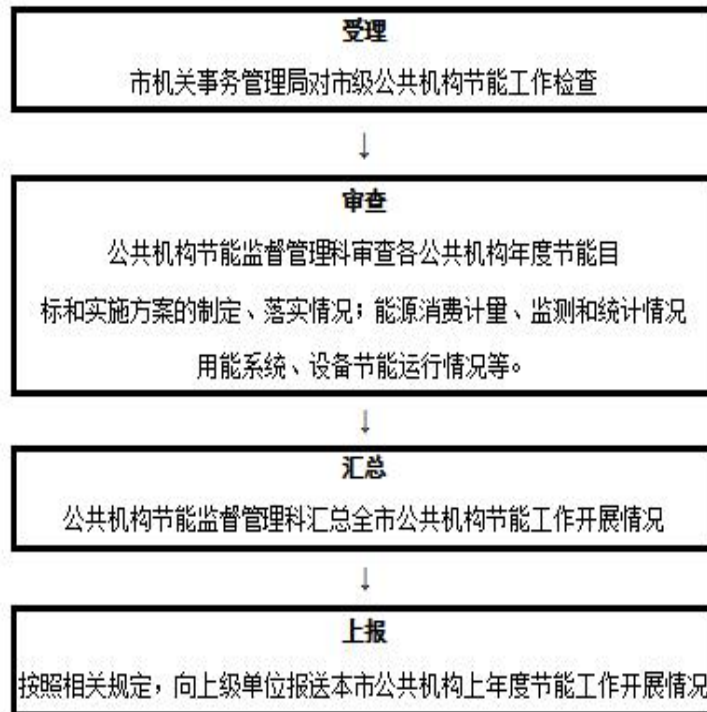 受理
市机关事务管理局对市级公共机构节能工作检查
↓
审查
公共机构节能监督管理科审查各公共机构年度节能目
标和实施方案的制定、落实情况；能源消费计量、监测和统计情况
用能系统、设备节能运行情况等。
↓
汇总
公共机构节能监督管理科汇总全市公共机构节能工作开展情况
↓
上报
按照相关规定，向上级单位报送本市公共机构上年度节能工作开展情况